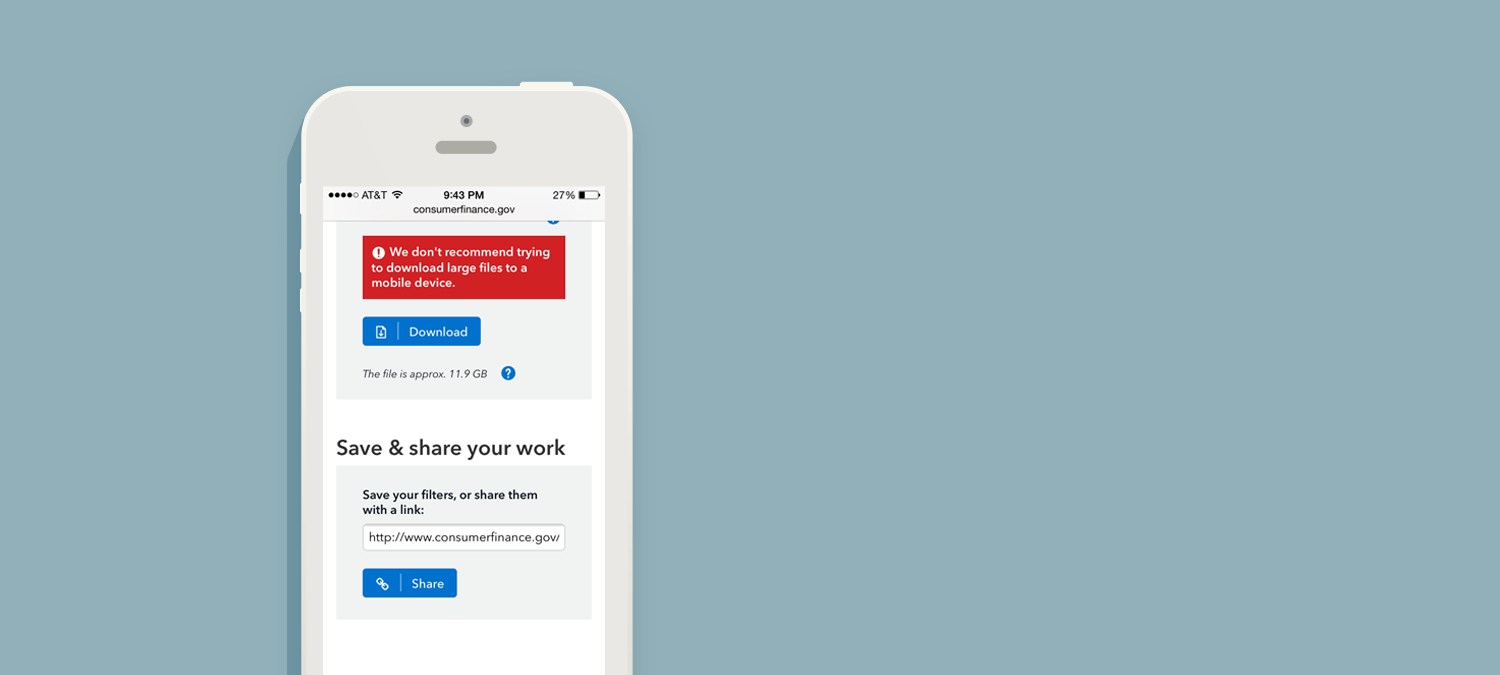 AT&T 9:43 PM 27%
consumerfinance.gov
We don't recommend trying
to download large files to a
mobile device.
Download
The file is approx. 11.9 GB
Save & share your work
Save your filters, or share them
with a link:
http://www.consumerfinance.gov/
Share